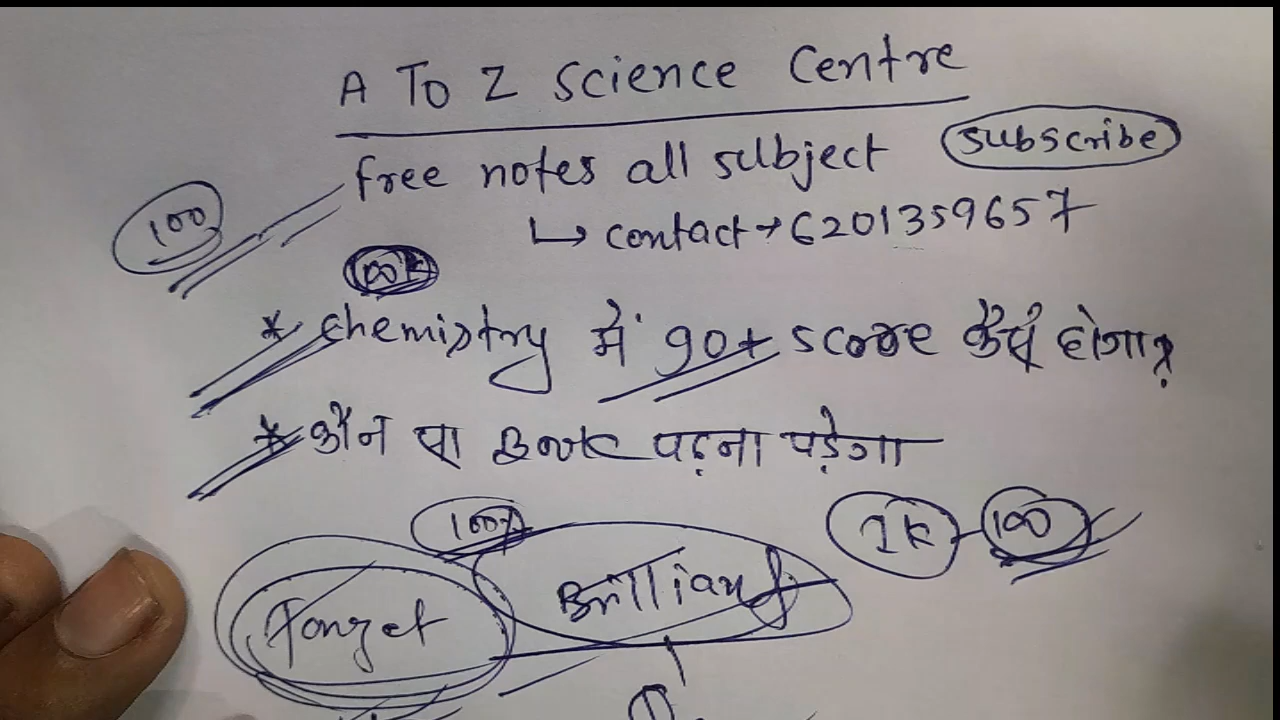 A TO Z Science Centre
free notes all subject subscribe
100
↳ contact → 6201359657
100K
* chemistry में 90+ score कैसे होगा?
* कौन सा Book पढ़ना पड़ेगा
100%
1K - 100
Target Brilliant